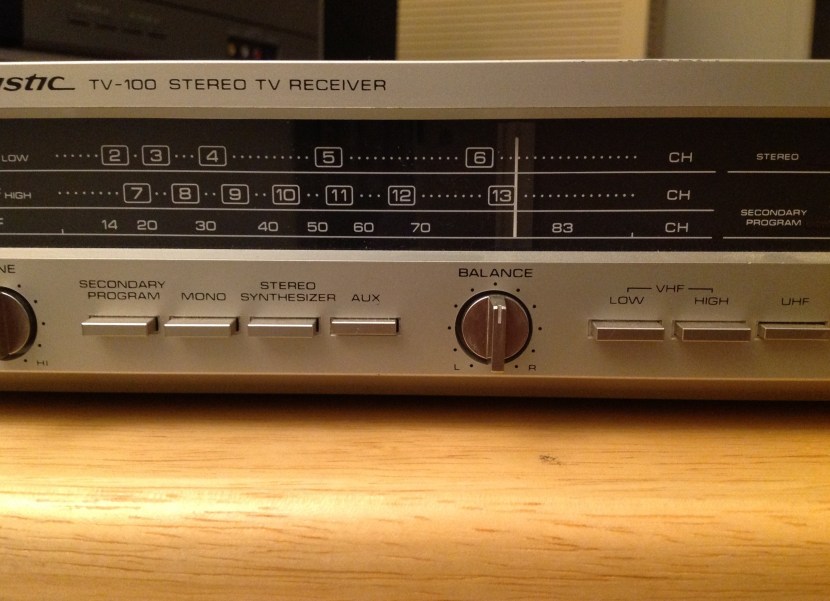 TV-100 STEREO TV RECEIVER
LOW 2 3 4 5 6 CH STEREO
HIGH 7 8 9 10 11 12 13 CH
14 20 30 40 50 60 70 83 CH
SECONDARY
PROGRAM
SECONDARY
PROGRAM
MONO
STEREO
SYNTHESIZER
AUX
BALANCE
L R
VHF
LOW HIGH
UHF
HI